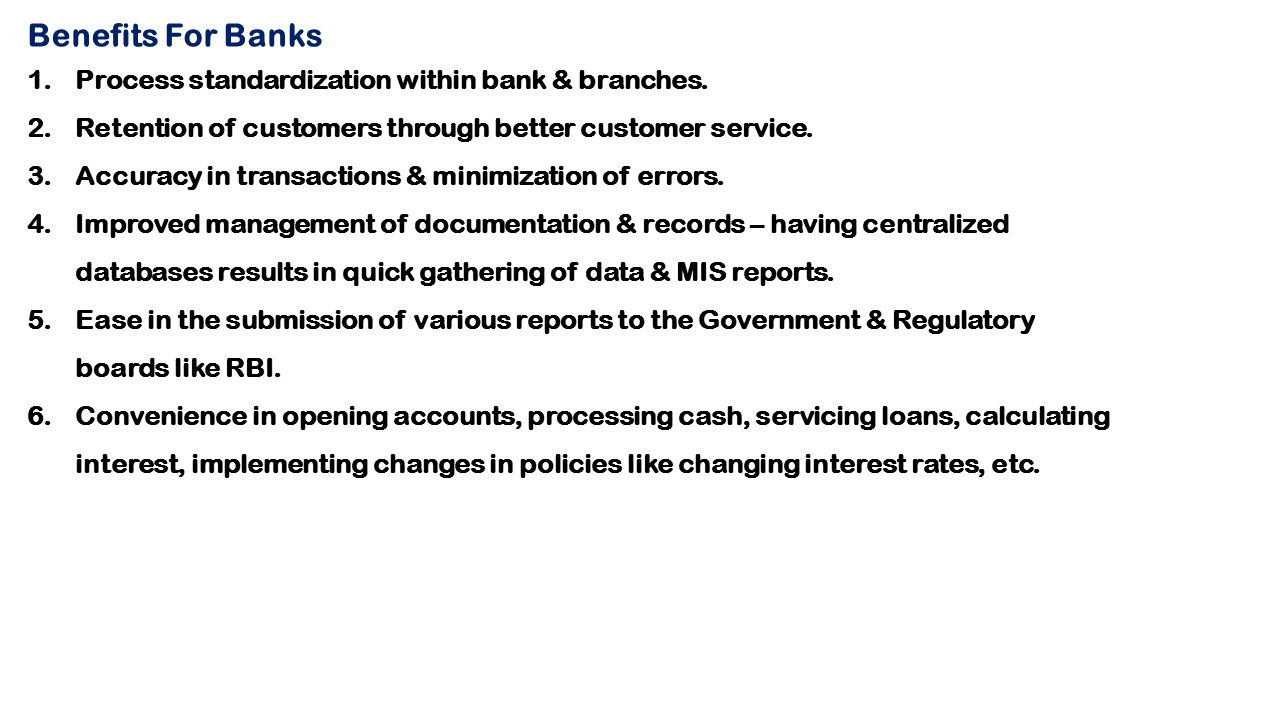 Benefits For Banks
1. Process standardization within bank & branches.
2. Retention of customers through better customer service.
3. Accuracy in transactions & minimization of errors.
4. Improved management of documentation & records – having centralized
databases results in quick gathering of data & MIS reports.
5. Ease in the submission of various reports to the Government & Regulatory
boards like RBI.
6. Convenience in opening accounts, processing cash, servicing loans, calculating
interest, implementing changes in policies like changing interest rates, etc.